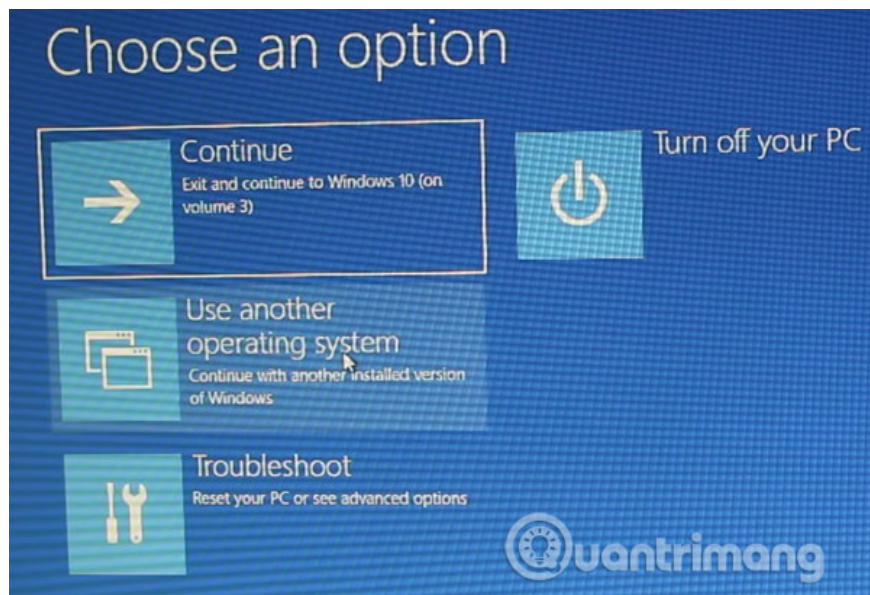 Choose an option
Continue
Exit and continue to Windows 10 (on
volume 3)
Turn off your PC
Use another
operating system
Continue with another installed version
of Windows
Troubleshoot
Reset your PC or see advanced options
Quantrimang